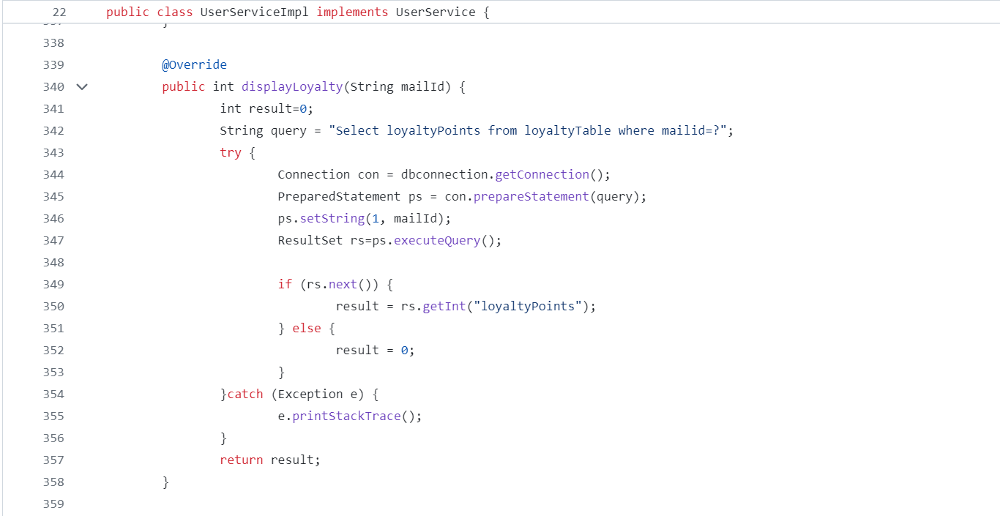 22 public class UserServiceImpl implements UserService {
338
339 @Override
340 public int displayLoyalty(String mailId) {
341 int result=0;
342 String query = "Select loyaltyPoints from loyaltyTable where mailid=?";
343 try {
344 Connection con = dbconnection.getConnection();
345 PreparedStatement ps = con.prepareStatement(query);
346 ps.setString(1, mailId);
347 ResultSet rs=ps.executeQuery();
348
349 if (rs.next()) {
350 result = rs.getInt("loyaltyPoints");
351 } else {
352 result = 0;
353 }
354 }catch (Exception e) {
355 e.printStackTrace();
356 }
357 return result;
358 }
359